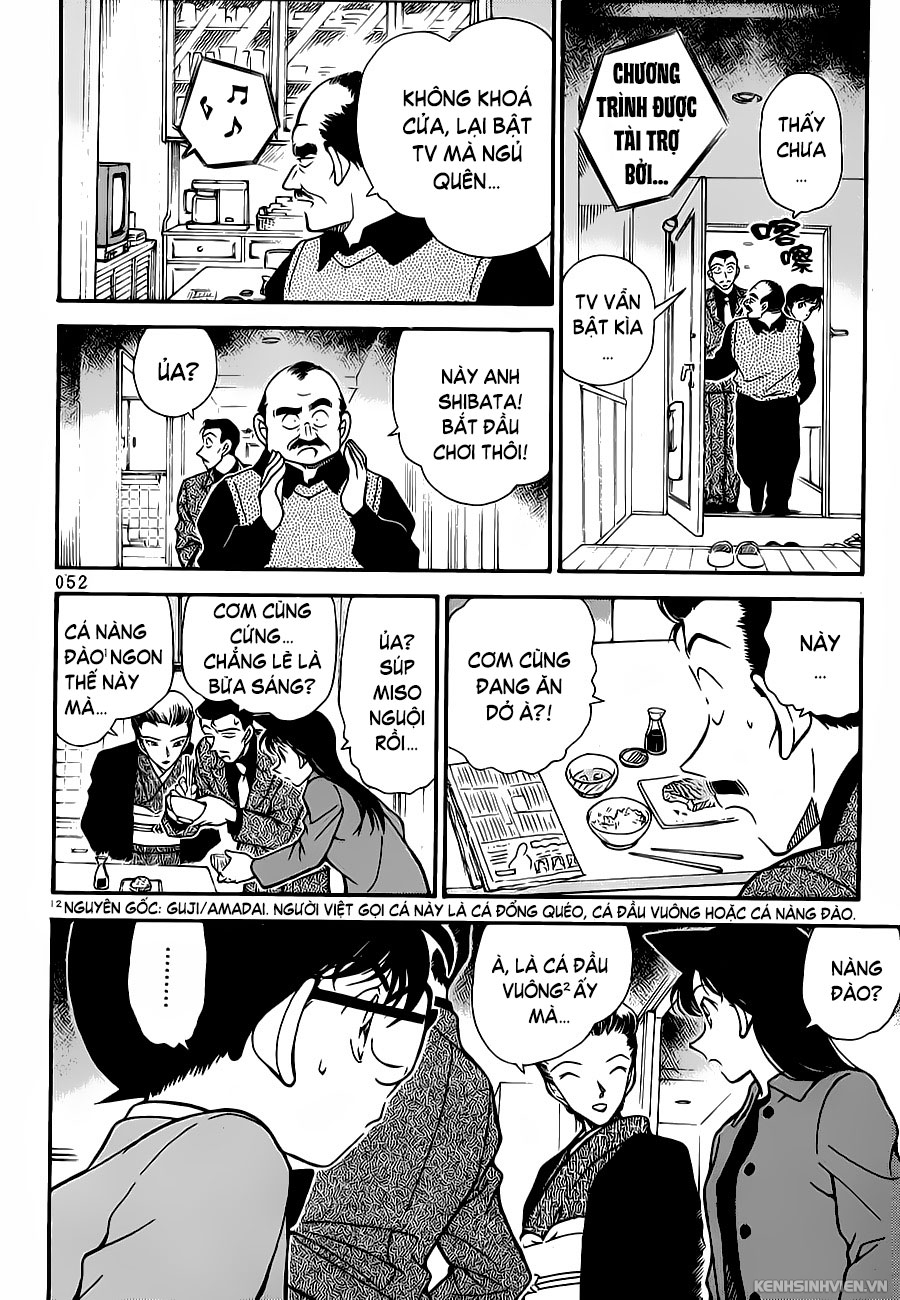 CHƯƠNG
TRÌNH ĐƯỢC
TÀI TRỢ
BỞI...
THẤY
CHƯA
...
喀
嚓
TV VẪN
BẬT KÌA
...
KHÔNG KHOÁ
CỬA, LẠI BẬT
TV MÀ NGỦ
QUÊN...
NÀY ANH
SHIBATA!
BẮT ĐẦU
CHƠI THÔI!
ỦA?
052
NÀY
...
CƠM CŨNG
ĐANG ĂN
DỞ À?!
ỦA?
SÚP
MISO
NGUỘI
RỒI...
CƠM CŨNG
CỨNG...
CHẲNG LẼ LÀ
BỮA SÁNG?
CÁ NÀNG
ĐÀO¹ NGON
THẾ NÀY
MÀ...
12NGUYÊN GỐC: GUJI/AMADAI. NGƯỜI VIỆT GỌI CÁ NÀY LÀ CÁ ĐỔNG QUÉO, CÁ ĐẦU VUÔNG HOẶC CÁ NÀNG ĐÀO.
NÀNG
ĐÀO?
À, LÀ CÁ ĐẦU
VUÔNG² ẤY
MÀ...
........
KENHSINHVIEN.VN